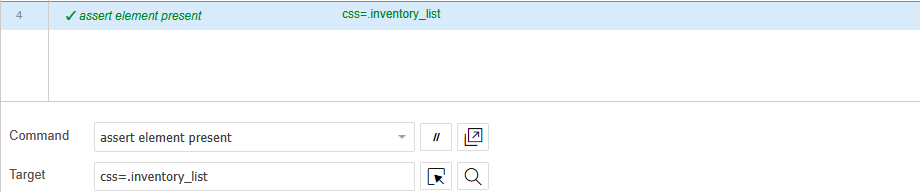 4 ✓ assert element present css=.inventory_list
Command assert element present //
Target css=.inventory_list